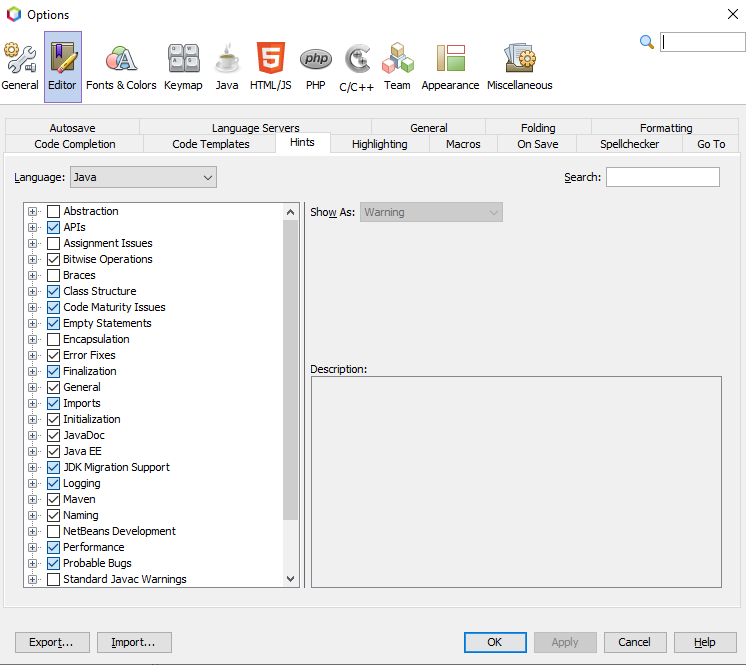 Options
General Editor Fonts & Colors Keymap Java HTML/JS PHP C/C++ Team Appearance Miscellaneous
Autosave Language Servers General Folding Formatting
Code Completion Code Templates Hints Highlighting Macros On Save Spellchecker Go To
Language: Java Search:
Show As: Warning
Abstraction
APIs
Assignment Issues
Bitwise Operations
Braces
Class Structure
Code Maturity Issues
Empty Statements
Encapsulation
Error Fixes
Finalization
General
Imports
Initialization
JavaDoc
Java EE
JDK Migration Support
Logging
Maven
Naming
NetBeans Development
Performance
Probable Bugs
Standard Javac Warnings
Description:
Export... Import... OK Apply Cancel Help